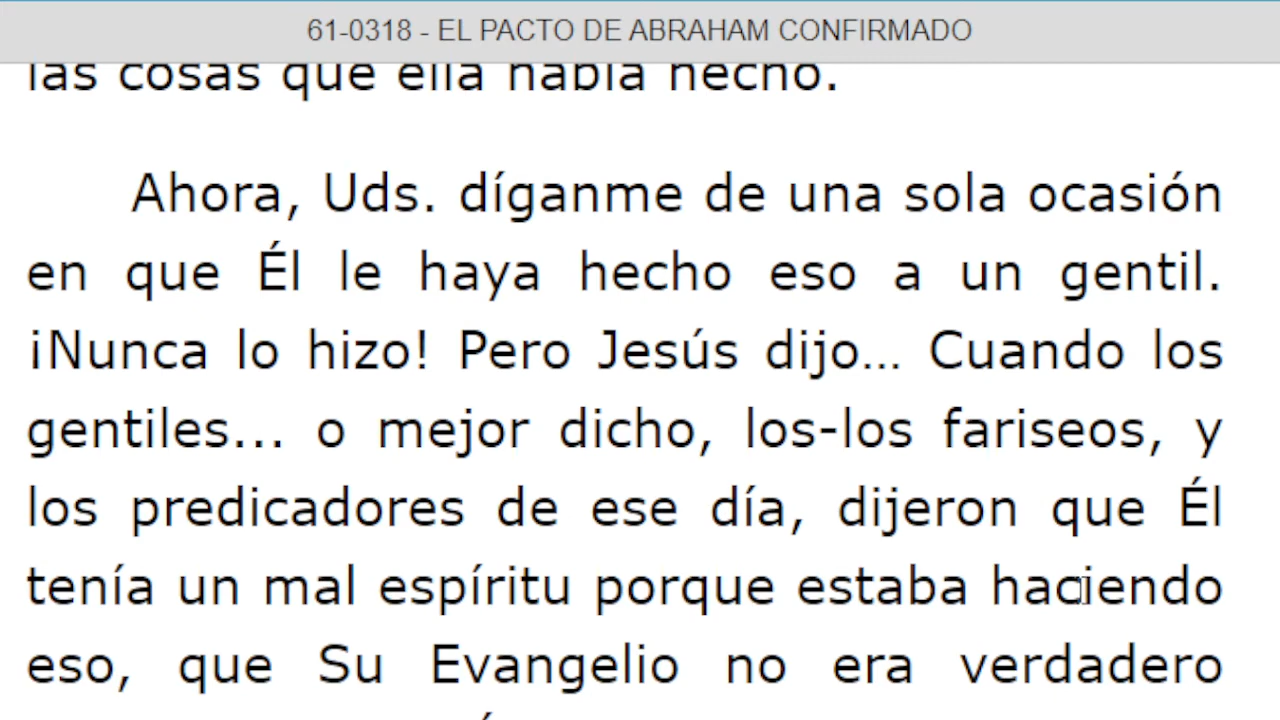 61-0318 - EL PACTO DE ABRAHAM CONFIRMADO
las cosas que ella había hecho.
Ahora, Uds. díganme de una sola ocasión
en que Él le haya hecho eso a un gentil.
¡Nunca lo hizo! Pero Jesús dijo... Cuando los
gentiles... o mejor dicho, los-los fariseos, y
los predicadores de ese día, dijeron que Él
tenía un mal espíritu porque estaba haciendo
eso, que Su Evangelio no era verdadero